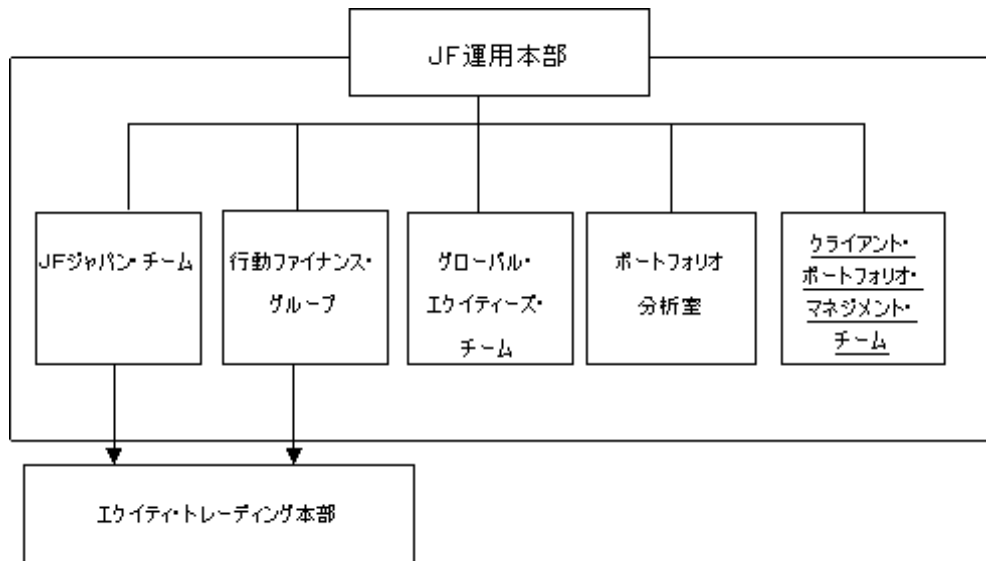 JF運用本部
JFジャパン・チーム
行動ファイナンス・
グループ
グローバル・
エクイティーズ・
チーム
ポートフォリオ
分析室
クライアント・
ポートフォリオ・
マネジメント・
チーム
エクイティ・トレーディング本部